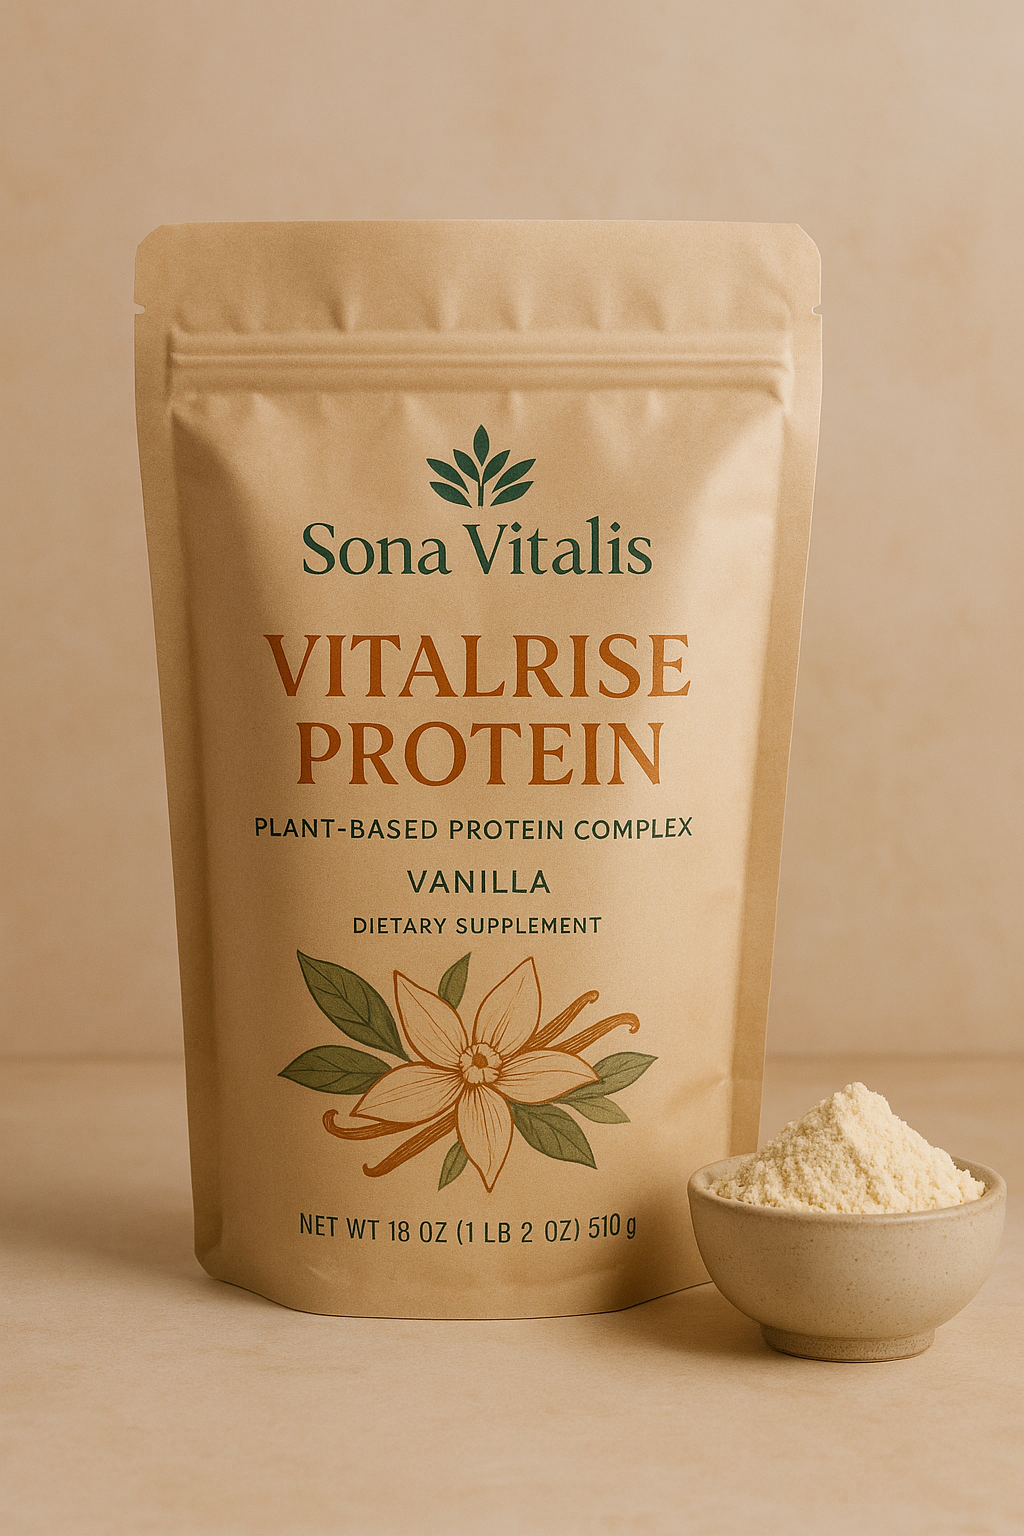 Sona Vitalis
VITALRISE
PROTEIN
PLANT-BASED PROTEIN COMPLEX
VANILLA
DIETARY SUPPLEMENT
NET WT 18 OZ (1 LB 2 OZ) 510 g